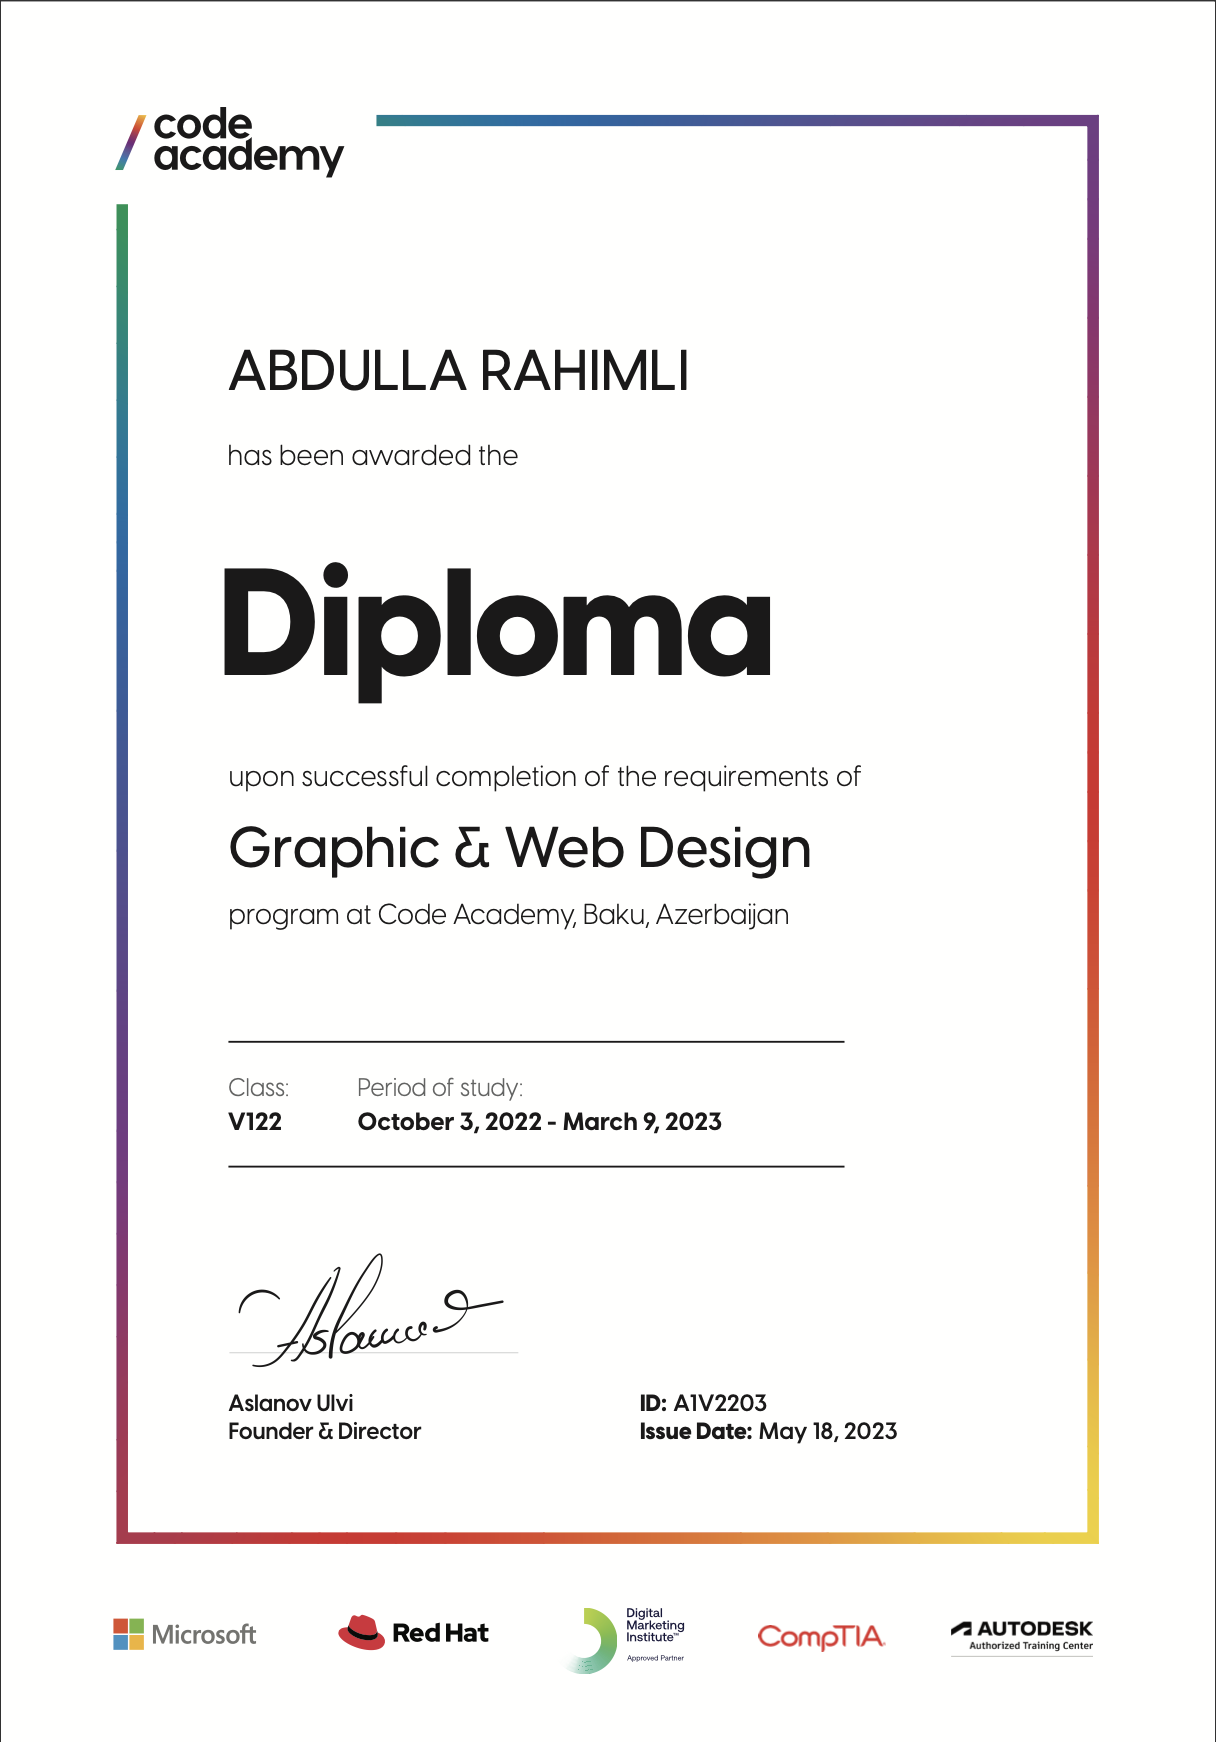 code
academy
ABDULLA RAHIMLI
has been awarded the
Diploma
upon successful completion of the requirements of
Graphic & Web Design
program at Code Academy, Baku, Azerbaijan
Class: Period of study:
V122 October 3, 2022 - March 9, 2023
Aslanov
Aslanov Ulvi
Founder & Director
ID: A1V2203
Issue Date: May 18, 2023
Microsoft
Red Hat
Digital
Marketing
Institute™
Approved Partner
CompTIA.
AUTODESK
Authorized Training Center